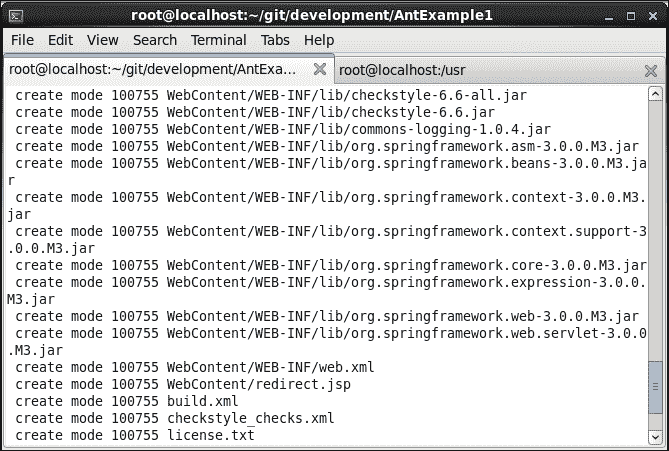 root@localhost:~/git/development/AntExample1
File Edit View Search Terminal Tabs Help
root@localhost:~/git/development/AntExa... root@localhost:/usr
create mode 100755 WebContent/WEB-INF/lib/checkstyle-6.6-all.jar
create mode 100755 WebContent/WEB-INF/lib/checkstyle-6.6.jar
create mode 100755 WebContent/WEB-INF/lib/commons-logging-1.0.4.jar
create mode 100755 WebContent/WEB-INF/lib/org.springframework.asm-3.0.0.M3.jar
create mode 100755 WebContent/WEB-INF/lib/org.springframework.beans-3.0.0.M3.ja
r
create mode 100755 WebContent/WEB-INF/lib/org.springframework.context-3.0.0.M3.
jar
create mode 100755 WebContent/WEB-INF/lib/org.springframework.context.support-3
.0.0.M3.jar
create mode 100755 WebContent/WEB-INF/lib/org.springframework.core-3.0.0.M3.jar
create mode 100755 WebContent/WEB-INF/lib/org.springframework.expression-3.0.0.
M3.jar
create mode 100755 WebContent/WEB-INF/lib/org.springframework.web-3.0.0.M3.jar
create mode 100755 WebContent/WEB-INF/lib/org.springframework.web.servlet-3.0.0
.M3.jar
create mode 100755 WebContent/WEB-INF/web.xml
create mode 100755 WebContent/redirect.jsp
create mode 100755 build.xml
create mode 100755 checkstyle_checks.xml
create mode 100755 license.txt